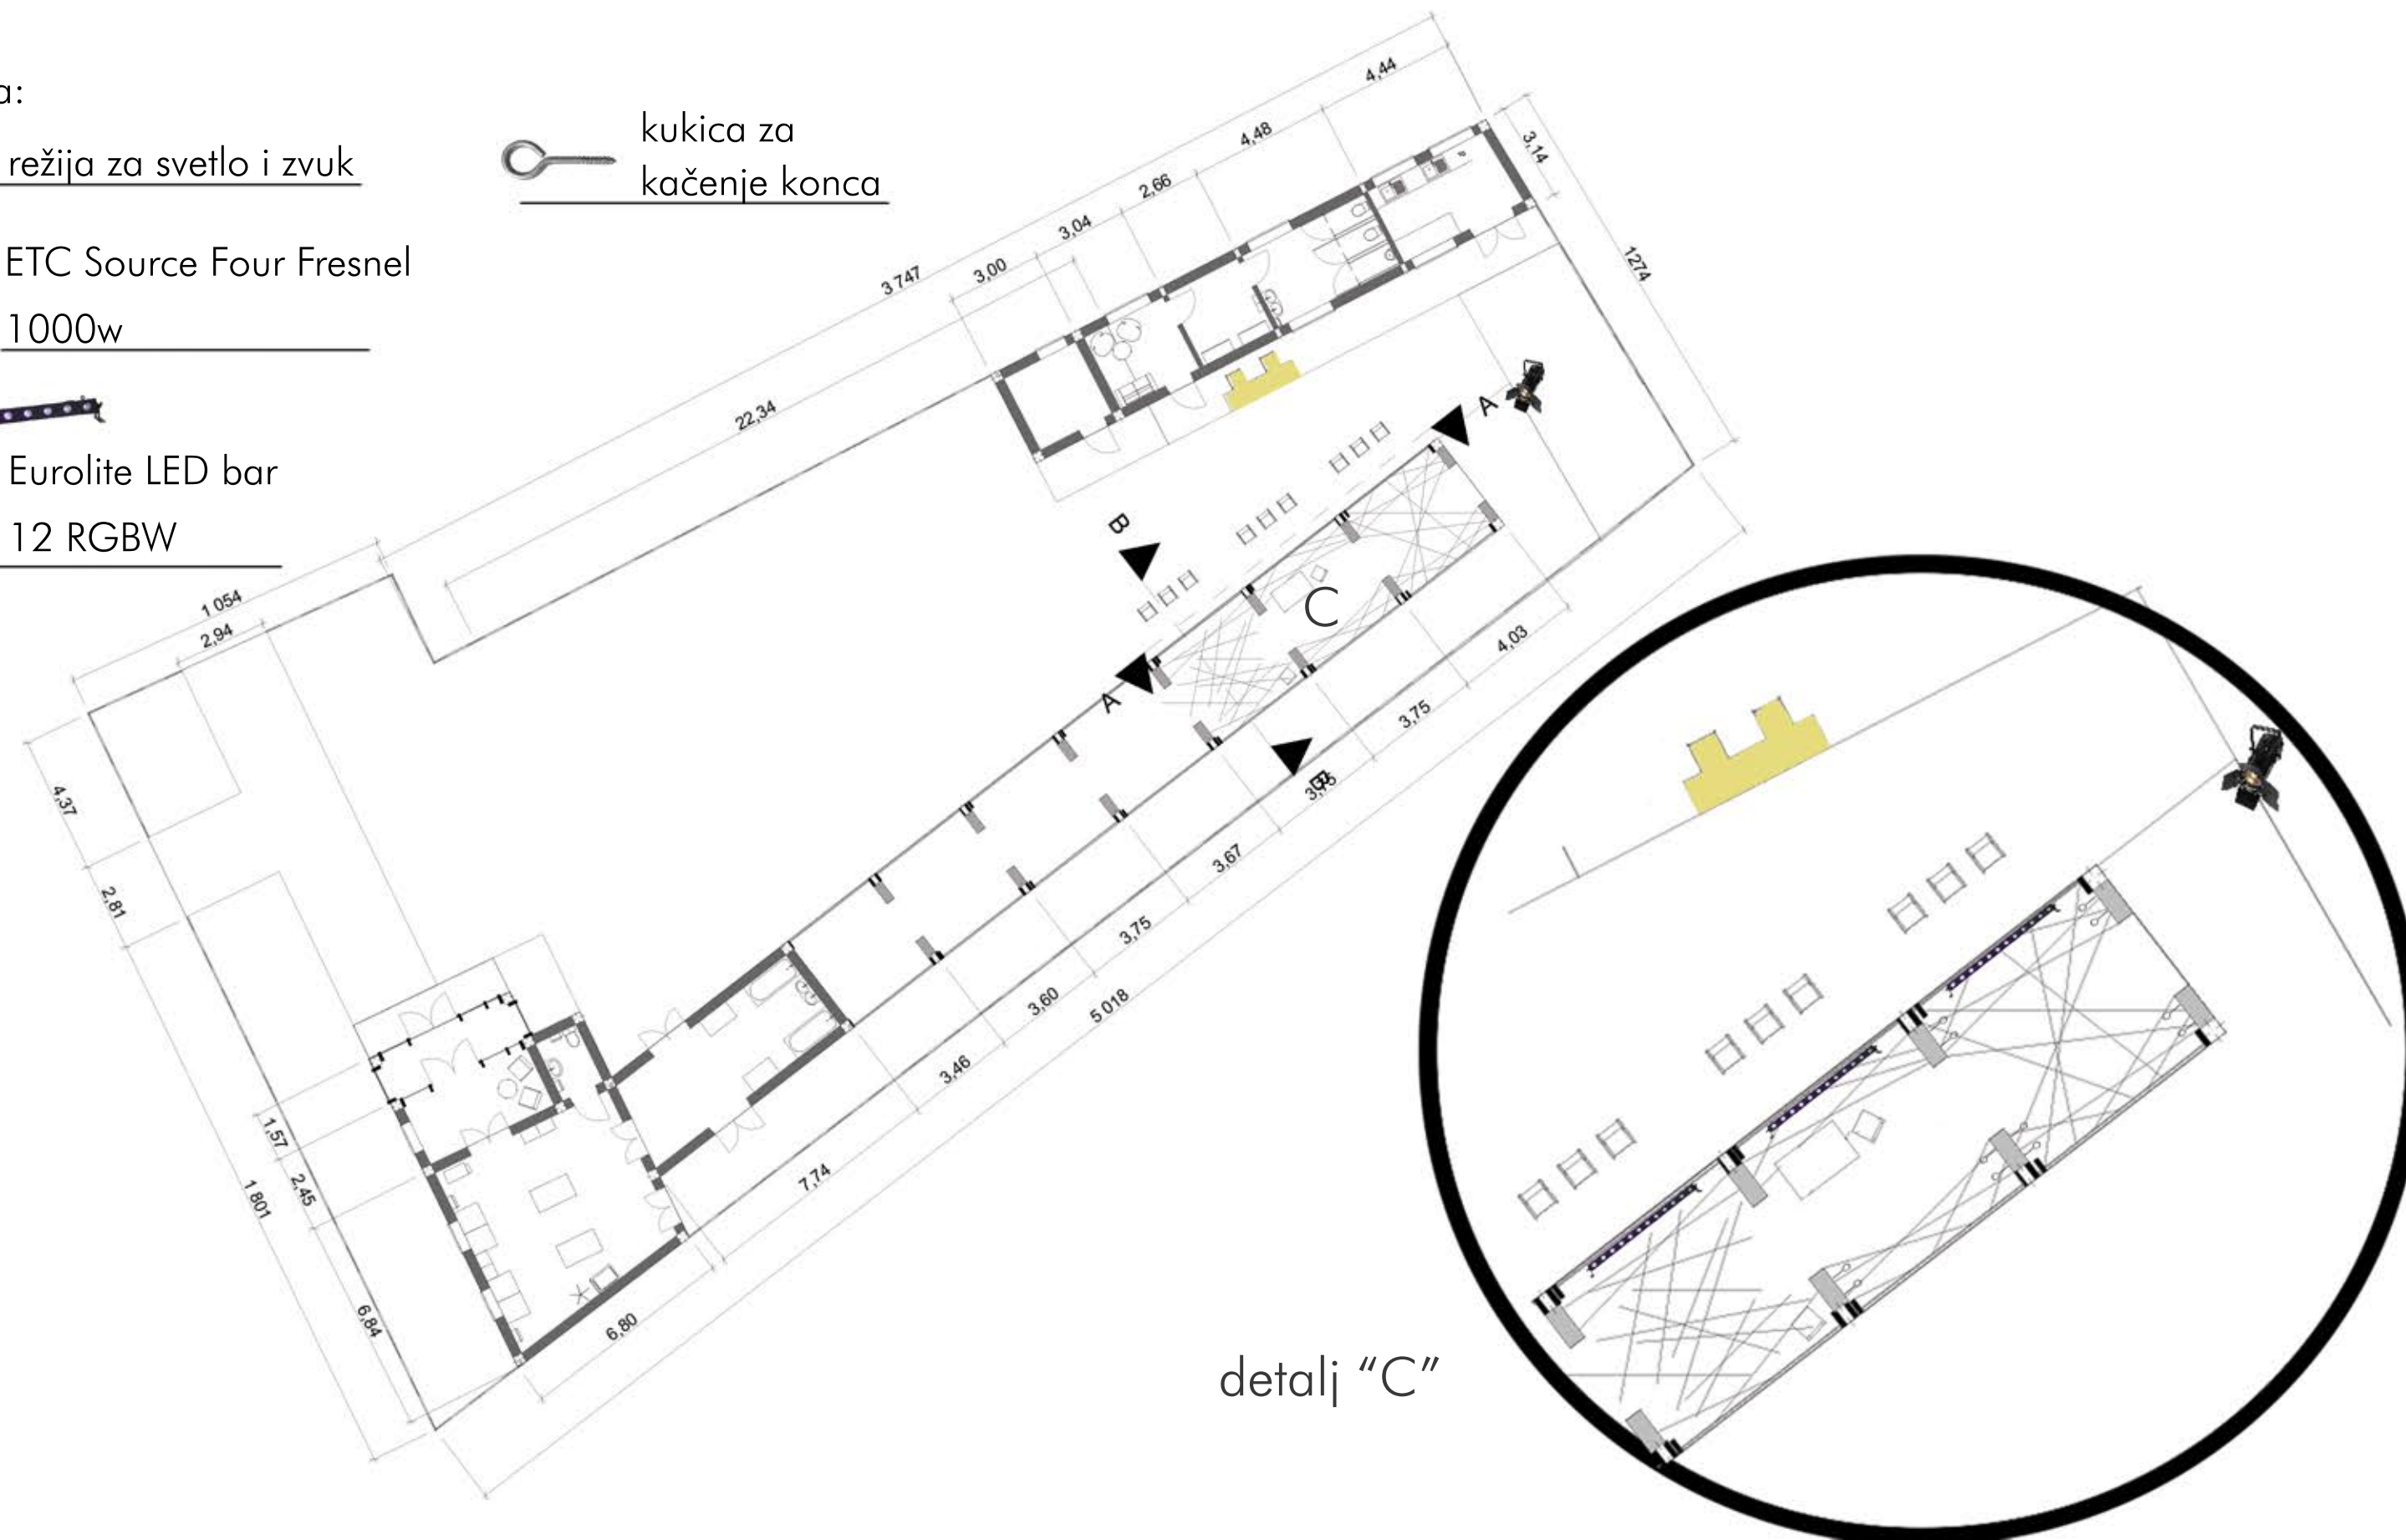 a:
režija za svetlo i zvuk
ETC Source Four Fresnel
1000w
Eurolite LED bar
12 RGBW
kukica za
kačenje konca
4,44
4,48
2,66
3,04
3,00
3 747
22,34
3,14
1274
1 054
2,94
4,37
2,81
1,57
2,45
1 801
6,84
6,80
7,74
3,46
3,60
5 018
3,75
3,67
3,75
4,03
A
A
B
B
C
detalj “C”